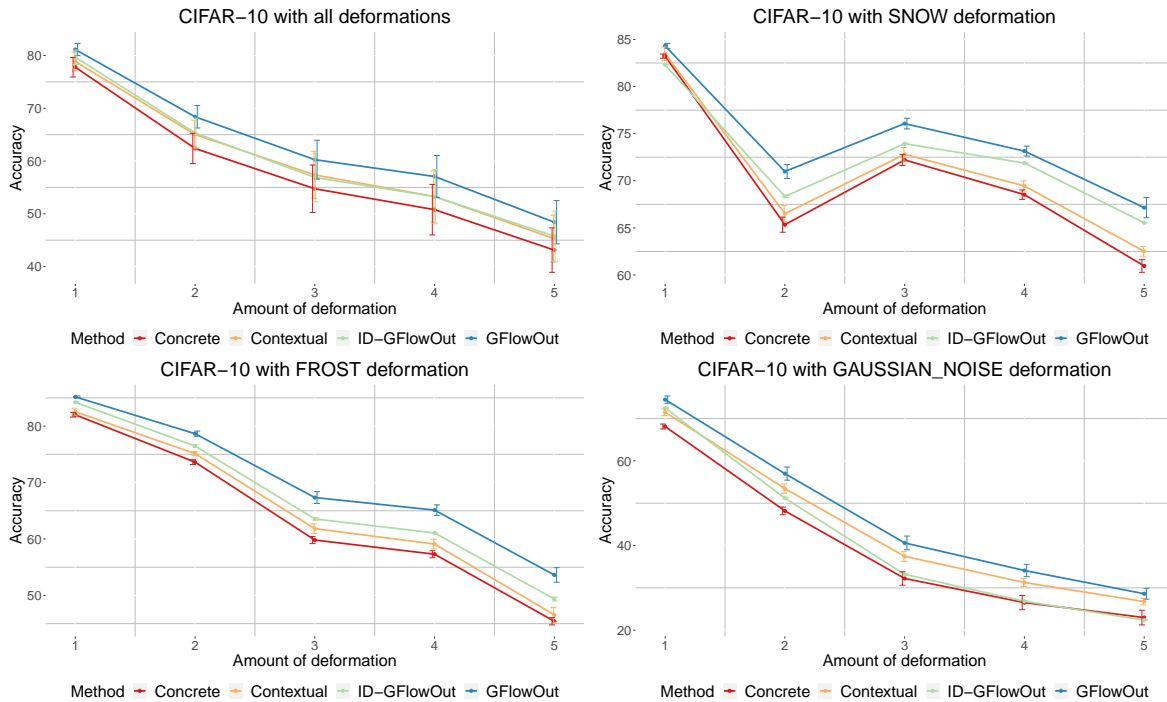 CIFAR−10 with all deformations
Accuracy
80
70
60
50
40
1 2 3 4 5
Amount of deformation
Method Concrete Contextual ID−GFlowOut GFlowOut
CIFAR−10 with SNOW deformation
Accuracy
85
80
75
70
65
60
1 2 3 4 5
Amount of deformation
Method Concrete Contextual ID−GFlowOut GFlowOut
CIFAR−10 with FROST deformation
Accuracy
80
70
60
50
1 2 3 4 5
Amount of deformation
Method Concrete Contextual ID−GFlowOut GFlowOut
CIFAR−10 with GAUSSIAN_NOISE deformation
Accuracy
60
40
20
1 2 3 4 5
Amount of deformation
Method Concrete Contextual ID−GFlowOut GFlowOut